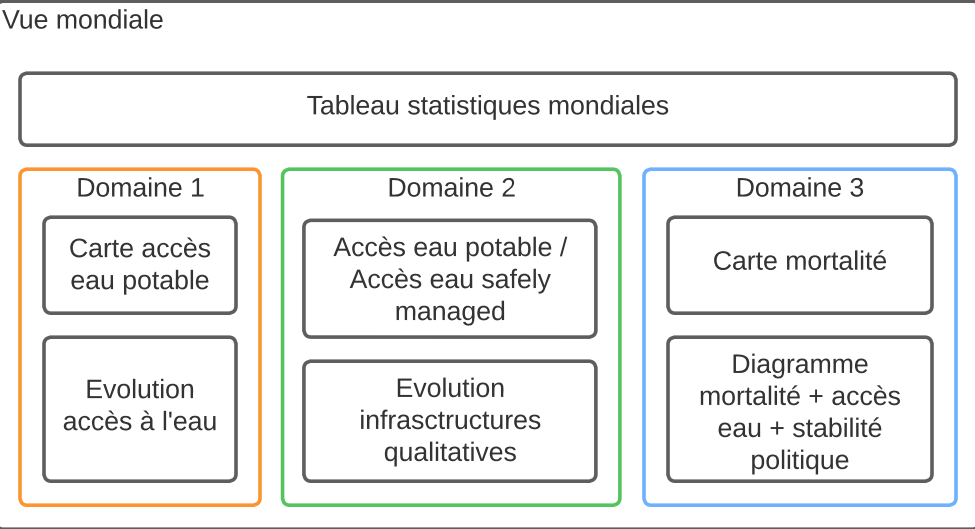 Vue mondiale
Tableau statistiques mondiales
Domaine 1
Carte accès
eau potable
Evolution
accès à l'eau
Domaine 2
Accès eau potable /
Accès eau safely
managed
Evolution
infrasctructures
qualitatives
Domaine 3
Carte mortalité
Diagramme
mortalité + accès
eau + stabilité
politique